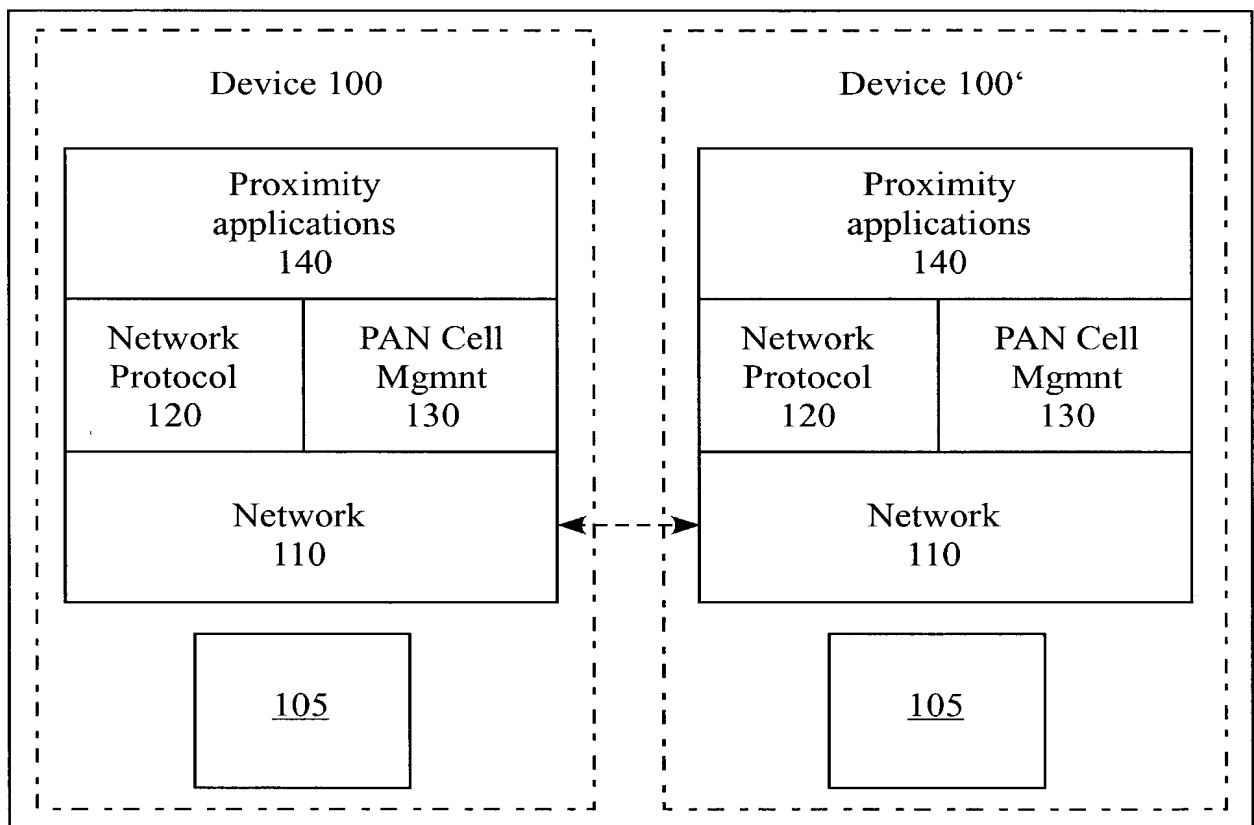 Device 100
Proximity
applications
140
Network
Protocol
120
PAN Cell
Mgmnt
130
Network
110
105
Device 100‘
Proximity
applications
140
Network
Protocol
120
PAN Cell
Mgmnt
130
Network
110
105